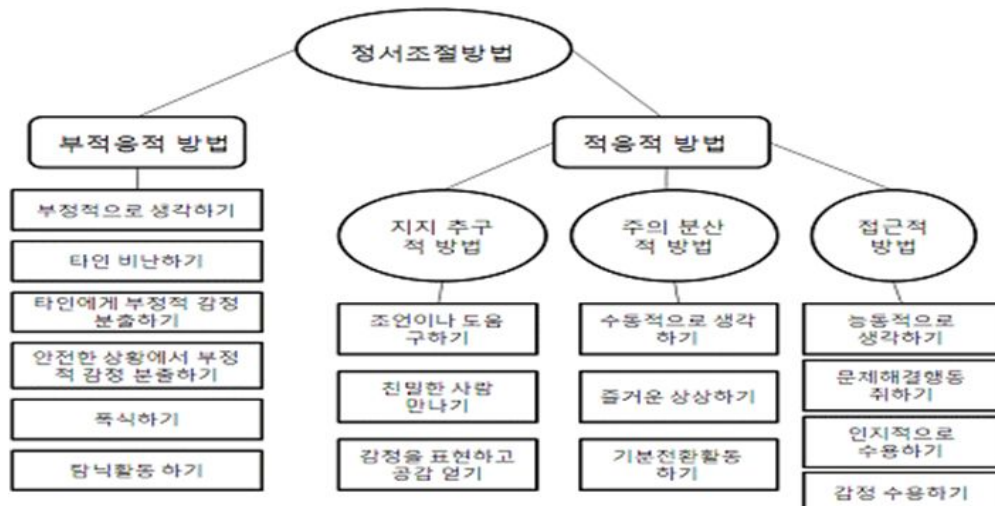 정서조절방법
부적응적 방법
부정적으로 생각하기
타인 비난하기
타인에게 부정적 감정
분출하기
안전한 상황에서 부정
적 감정 분출하기
폭식하기
탐닉활동 하기
적응적 방법
지지 추구
적 방법
조언이나 도움
구하기
친밀한 사람
만나기
감정을 표현하고
공감 얻기
주의 분산
적 방법
수동적으로 생각
하기
즐거운 상상하기
기분전환활동
하기
접근적
방법
능동적으로
생각하기
문제해결행동
취하기
인지적으로
수용하기
감정 수용하기